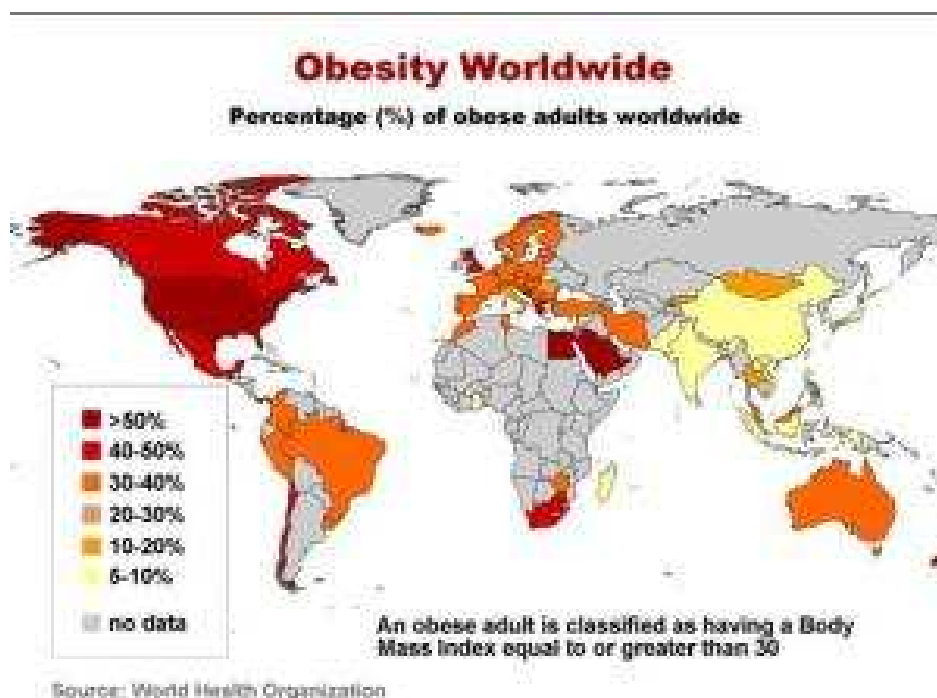 Obesity Worldwide
Percentage (%) of obese adults worldwide
>50%
40-50%
30-40%
20-30%
10-20%
5-10%
no data
An obese adult is classified as having a Body
Mass Index equal to or greater than 30
Source: World Health Organization